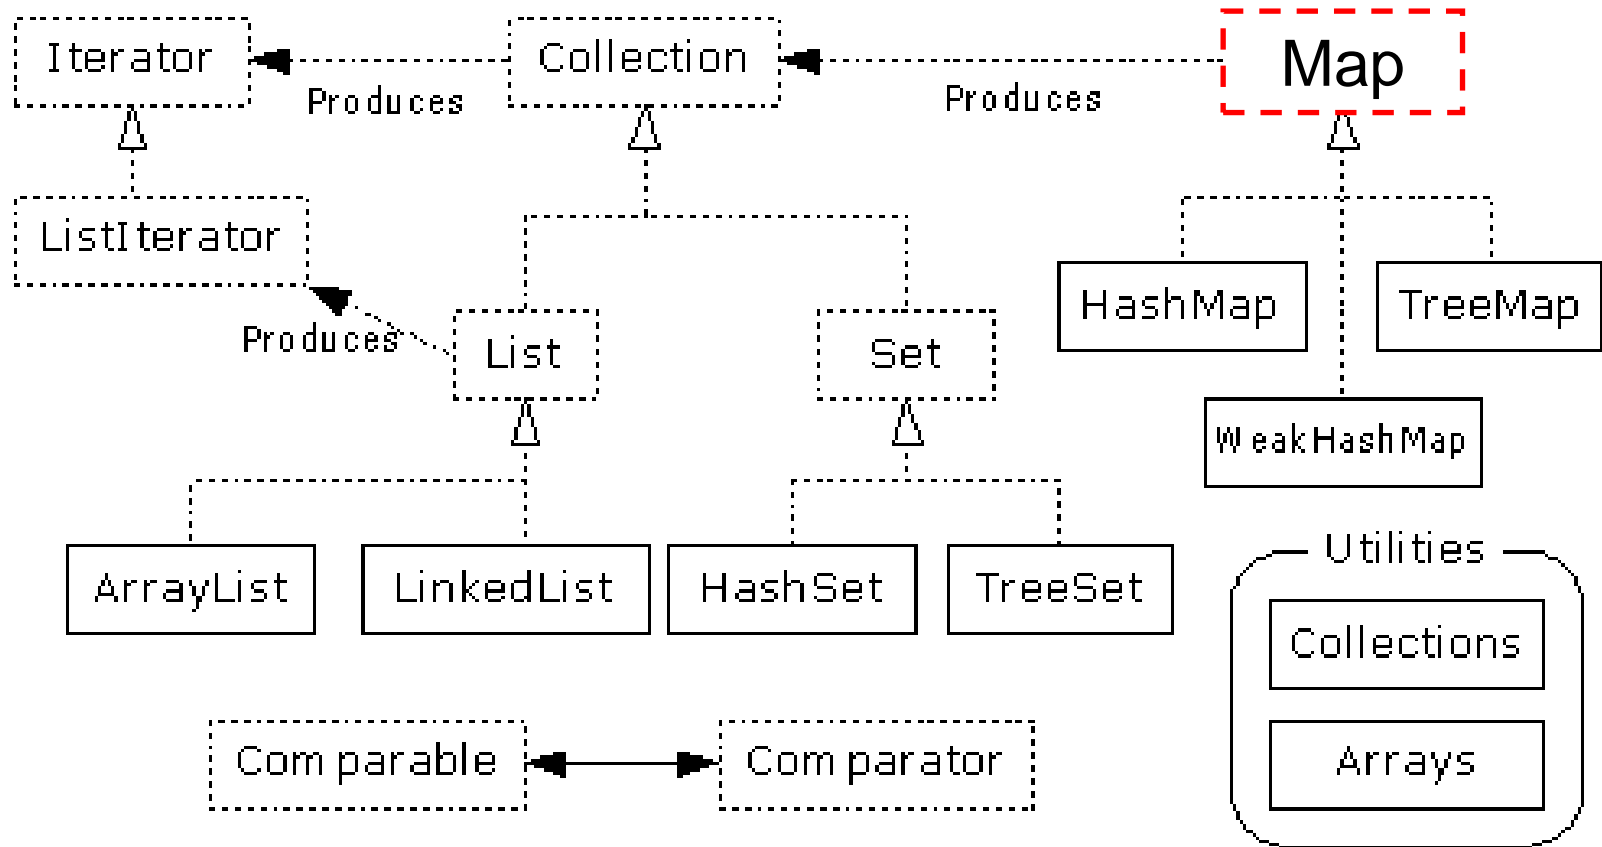 Iterator
Collection
Map
Produces
Produces
ListIterator
HashMap
TreeMap
Produces
List
Set
WeakHashMap
ArrayList
LinkedList
HashSet
TreeSet
Utilities
Collections
Comparable
Comparator
Arrays